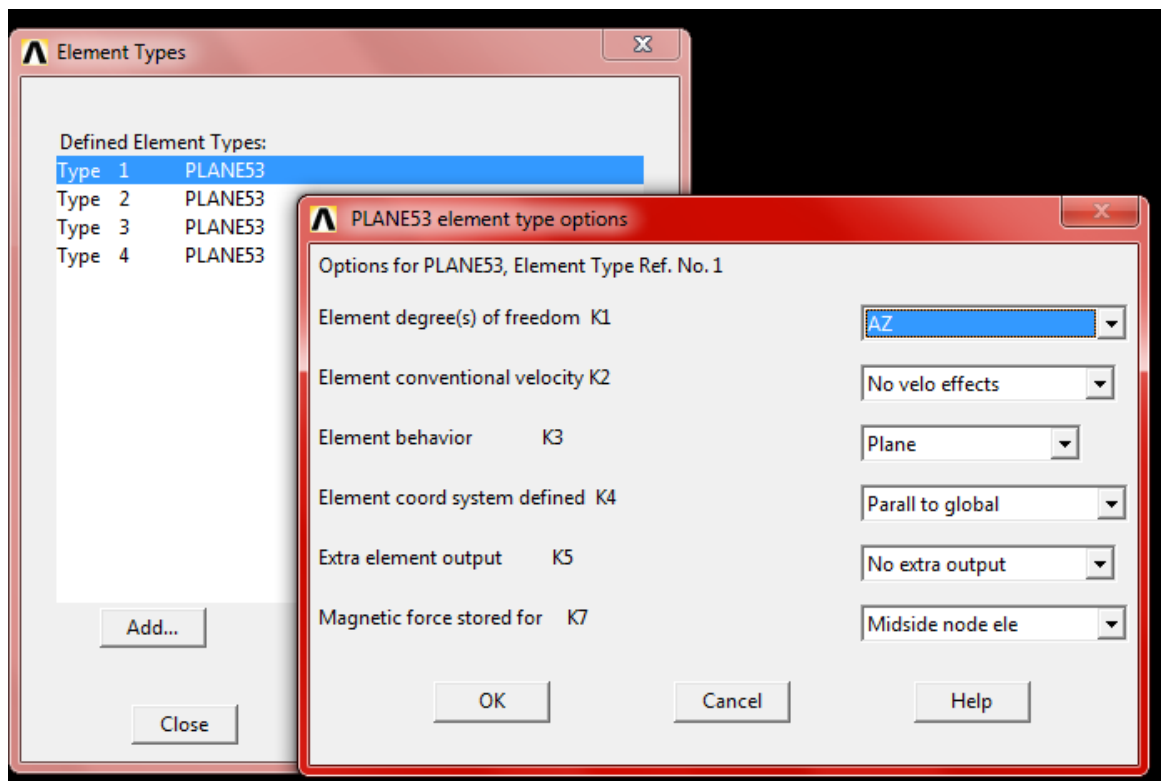 Element Types
Defined Element Types:
Type 1 PLANE53
Type 2 PLANE53
Type 3 PLANE53
Type 4 PLANE53
Add...
Close
PLANE53 element type options
Options for PLANE53, Element Type Ref. No. 1
Element degree(s) of freedom K1 AZ
Element conventional velocity K2 No velo effects
Element behavior K3 Plane
Element coord system defined K4 Parall to global
Extra element output K5 No extra output
Magnetic force stored for K7 Midside node ele
OK Cancel Help